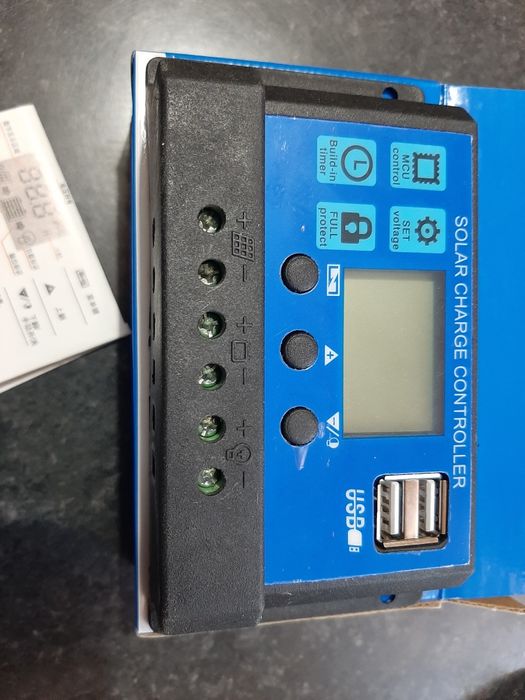 SOLAR CHARGE CONTROLLER
MCU
control
SET
voltage
Build-in
timer
FULL
protect
USB
+
-
+
-
+
-